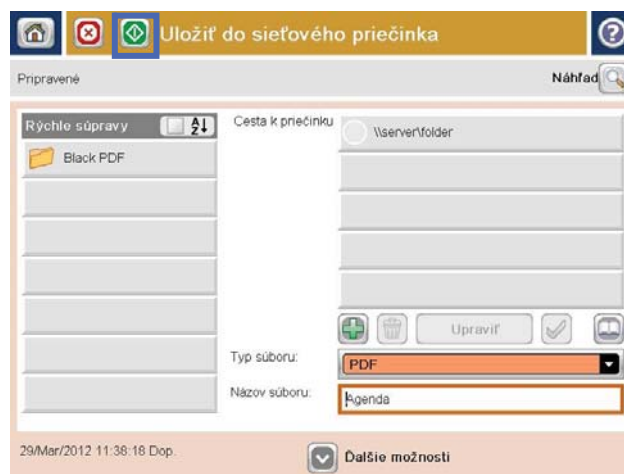 Uložiť do sieťového priečinka
Pripravené
Náhľad
Rýchle súpravy
Cesta k priečinku
\\server\folder
Black PDF
Upraviť
Typ súboru:
PDF
Názov súboru:
Agenda
29/Mar/2012 11:38:18 Dop.
Ďalšie možnosti